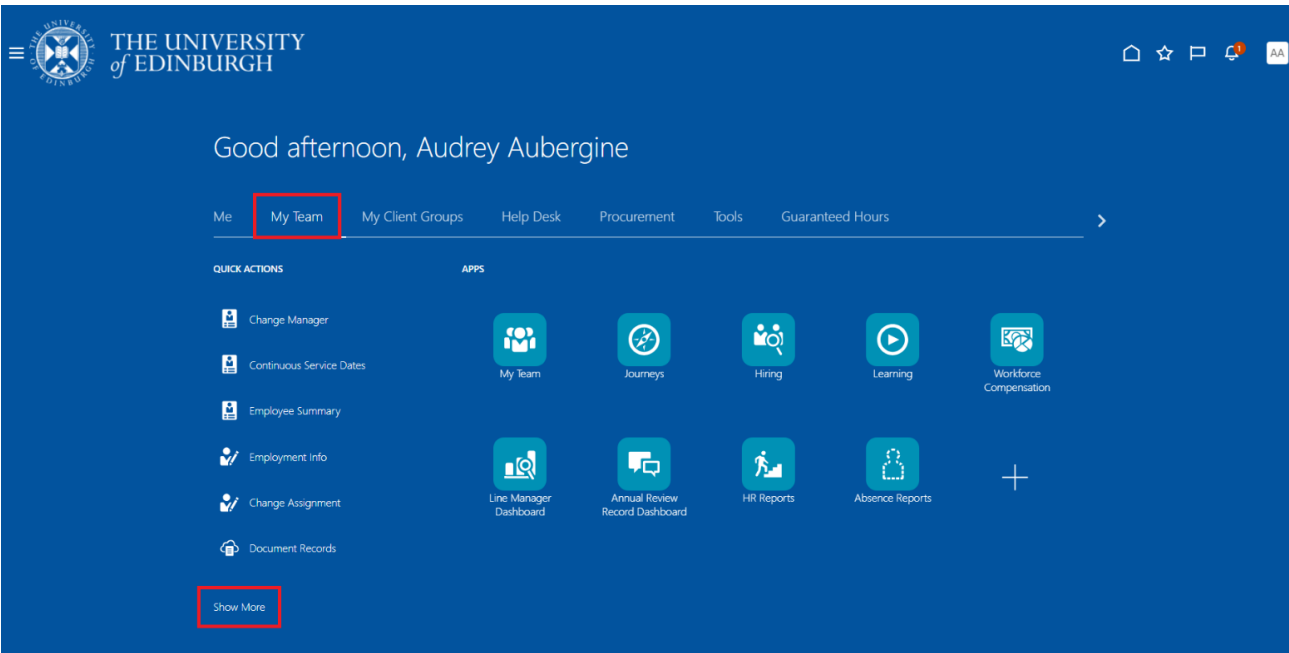 THE UNIVERSITY
of EDINBURGH
1
AA
Good afternoon, Audrey Aubergine
Me My Team My Client Groups Help Desk Procurement Tools Guaranteed Hours
QUICK ACTIONS
Change Manager
Continuous Service Dates
Employee Summary
Employment Info
Change Assignment
Document Records
Show More
APPS
My Team
Journeys
Hiring
Learning
Workforce
Compensation
Line Manager
Dashboard
Annual Review
Record Dashboard
HR Reports
Absence Reports